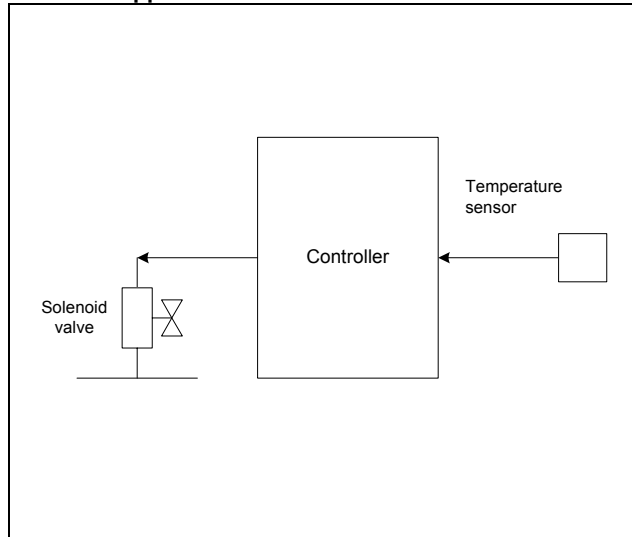 Temperature
sensor
Controller
Solenoid
valve